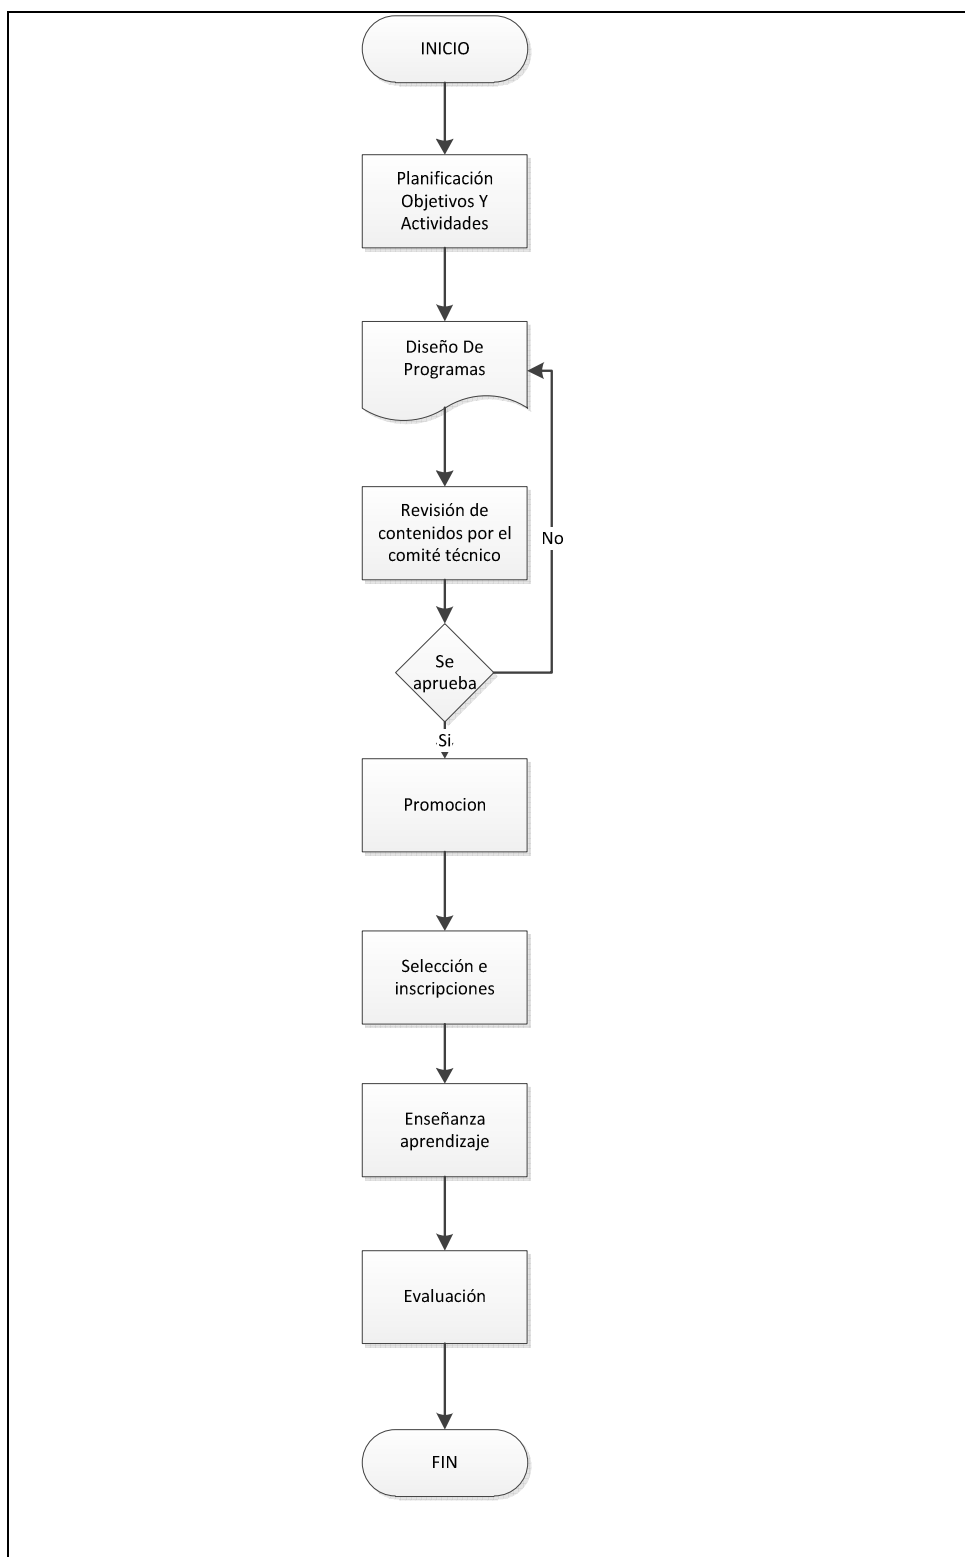 INICIO
Planificación
Objetivos Y
Actividades
Diseño De
Programas
Revisión de
contenidos por el
comité técnico
No
Se
aprueba
Si
Promocion
Selección e
inscripciones
Enseñanza
aprendizaje
Evaluación
FIN